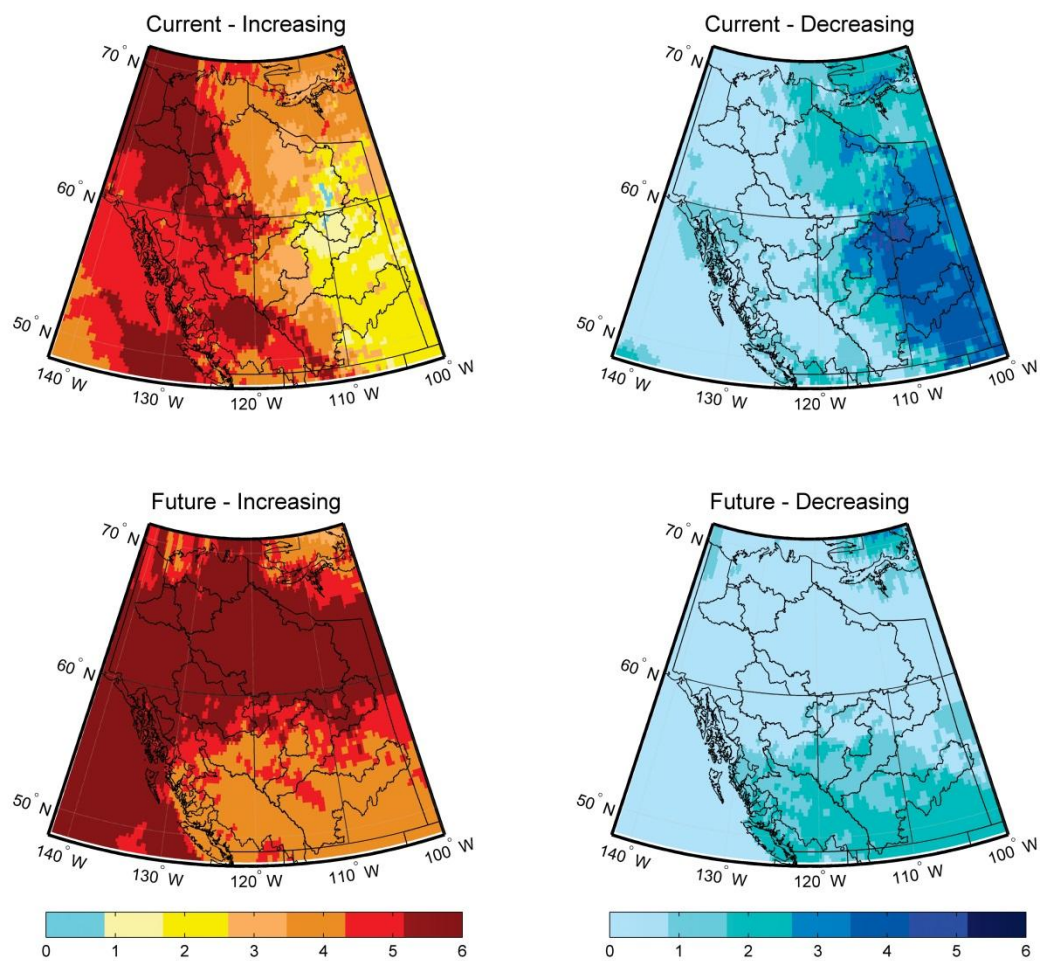 Current - Increasing
70° N
60° N
50° N
140° W
130° W
120° W
110° W
100° W
Current - Decreasing
70° N
60° N
50° N
140° W
130° W
120° W
110° W
100° W
Future - Increasing
70° N
60° N
50° N
140° W
130° W
120° W
110° W
100° W
Future - Decreasing
70° N
60° N
50° N
140° W
130° W
120° W
110° W
100° W
0 1 2 3 4 5 6
0 1 2 3 4 5 6